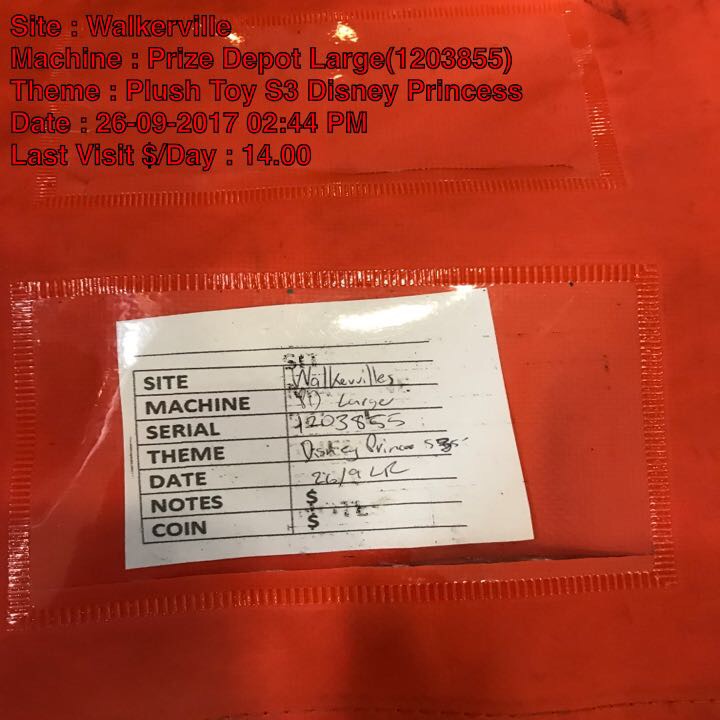 Site : Walkerville
Machine : Prize Depot Large(1203855)
Theme : Plush Toy S3 Disney Princess
Date : 26-09-2017 02:44 PM
Last Visit $/Day : 14.00
SITE Walkervilles
MACHINE PD Large
SERIAL 1203855
THEME Disney Princess
DATE 26/9 LR
NOTES $
COIN $